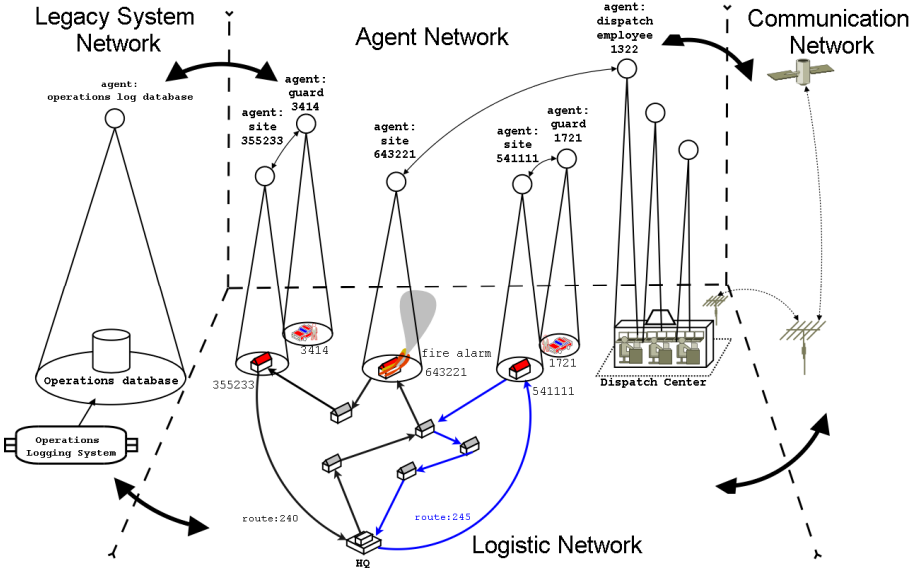 Legacy System
Network
Agent Network
Communication
Network
agent:
operations log database
agent:
guard
3414
agent:
site
355233
agent:
site
643221
agent:
site
541111
agent:
guard
1721
agent:
dispatch
employee
1322
3414
355233
fire alarm
643221
1721
541111
Dispatch Center
Operations database
Operations
Logging System
route:240
route:245
HQ
Logistic Network